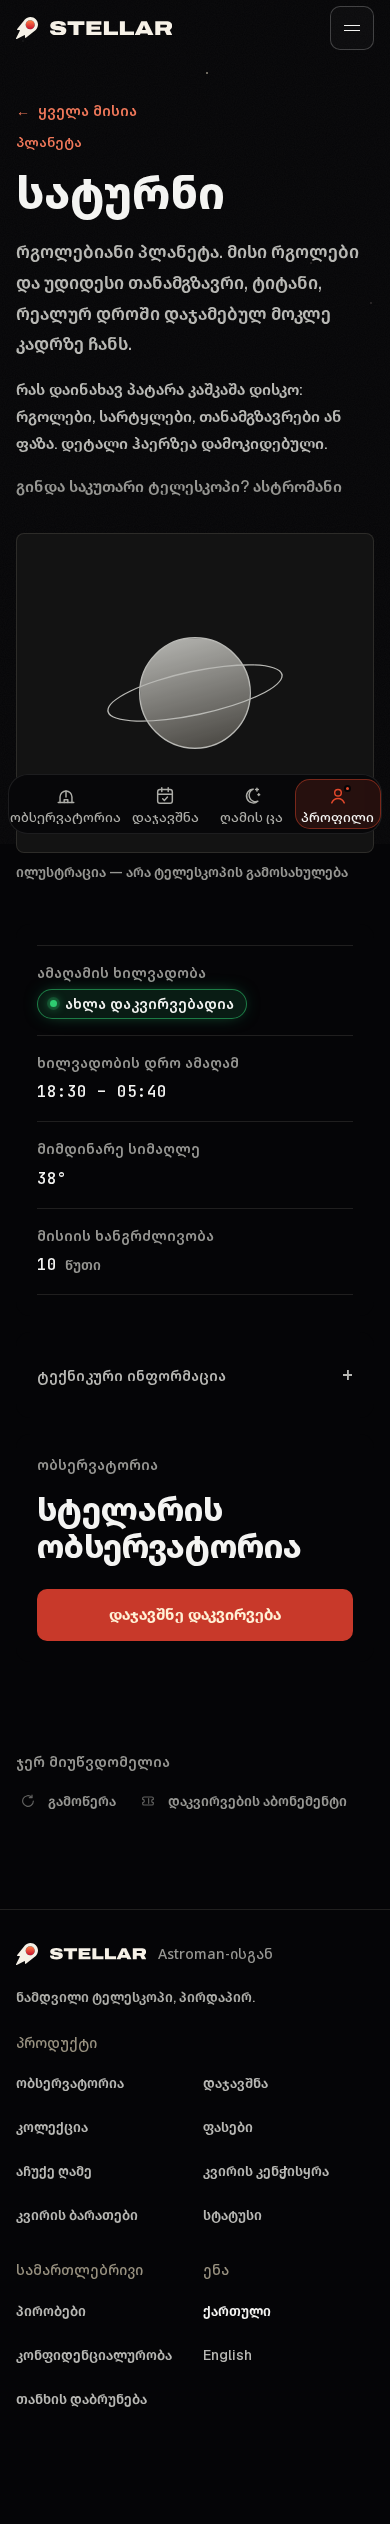 STELLAR
← ყველა მისია
პლანეტა
სატურნი
რგოლებიანი პლანეტა. მისი რგოლები
და უდიდესი თანამგზავრი, ტიტანი,
რეალურ დროში დაჯამებულ მოკლე
კადრზე ჩანს.
რას დაინახავ პატარა კაშკაშა დისკო:
რგოლები, სარტყლები, თანამგზავრები ან
ფაზა. დეტალი ჰაერზეა დამოკიდებული.
გინდა საკუთარი ტელესკოპი? ასტრომანი
ობსერვატორია დაჯავშნა ღამის ცა პროფილი
ილუსტრაცია — არა ტელესკოპის გამოსახულება
ამაღამის ხილვადობა
ახლა დაკვირვებადია
ხილვადობის დრო ამაღამ
18:30 – 05:40
მიმდინარე სიმაღლე
38°
მისიის ხანგრძლივობა
10 წუთი
ტექნიკური ინფორმაცია +
ობსერვატორია
სტელარის
ობსერვატორია
დაჯავშნე დაკვირვება
ჯერ მიუწვდომელია
გამოწერა დაკვირვების აბონემენტი
STELLAR Astroman-ისგან
ნამდვილი ტელესკოპი, პირდაპირ.
პროდუქტი
ობსერვატორია დაჯავშნა
კოლექცია ფასები
აჩუქე ღამე კვირის კენჭისყრა
კვირის ბარათები სტატუსი
სამართლებრივი ენა
პირობები ქართული
კონფიდენციალურობა English
თანხის დაბრუნება